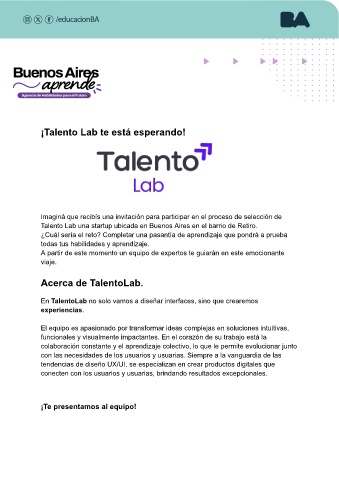 /educacionBA
BA
Buenos Aires
aprende
Agencia de Habilidades para el Futuro
¡Talento Lab te está esperando!
Talento
Lab
Imaginá que recibís una invitación para participar en el proceso de selección de
Talento Lab una startup ubicada en Buenos Aires en el barrio de Retiro.
¿Cuál sería el reto? Completar una pasantía de aprendizaje que pondrá a prueba
todas tus habilidades y aprendizaje.
A partir de este momento un equipo de expertos te guiarán en este emocionante
viaje.
Acerca de TalentoLab.
En TalentoLab no solo vamos a diseñar interfaces, sino que crearemos
experiencias.
El equipo es apasionado por transformar ideas complejas en soluciones intuitivas,
funcionales y visualmente impactantes. En el corazón de su trabajo está la
colaboración constante y el aprendizaje colectivo, lo que le permite evolucionar junto
con las necesidades de los usuarios y usuarias. Siempre a la vanguardia de las
tendencias de diseño UX/UI, se especializan en crear productos digitales que
conecten con los usuarios y usuarias, brindando resultados excepcionales.
¡Te presentamos al equipo!